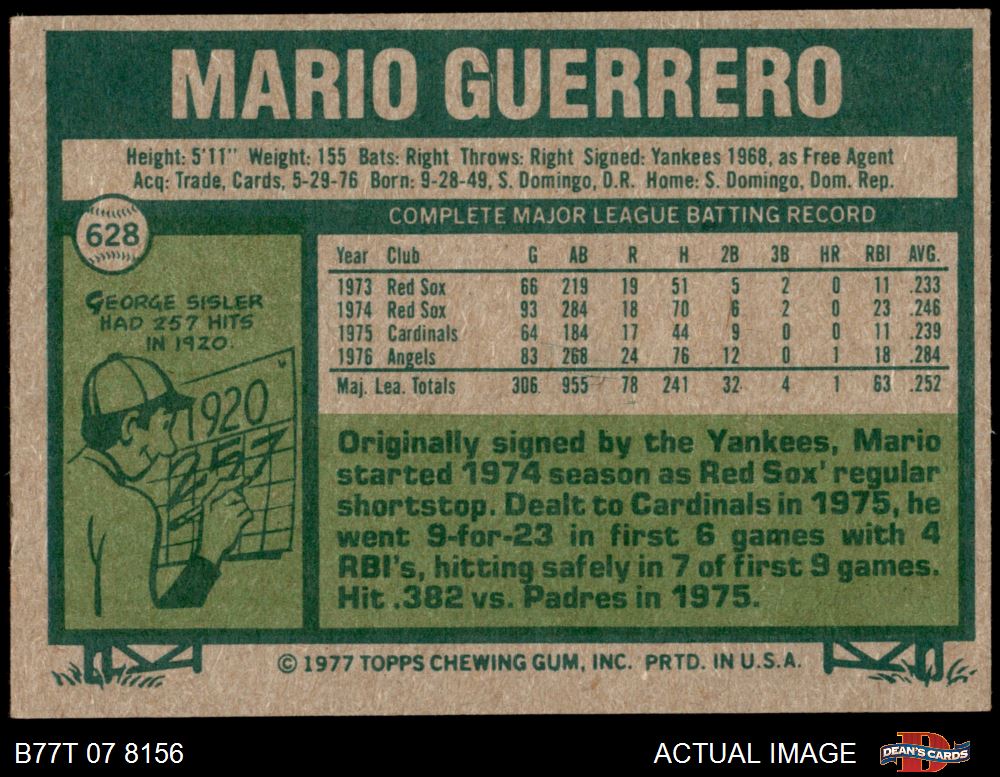 MARIO GUERRERO
Height: 5'11" Weight: 155 Bats: Right Throws: Right Signed: Yankees 1968, as Free Agent
Acq: Trade, Cards, 5-29-76 Born: 9-28-49, S. Domingo, D.R. Home: S. Domingo, Dom. Rep.
628
GEORGE SISLER
HAD 257 HITS
IN 1920.
1920
257
COMPLETE MAJOR LEAGUE BATTING RECORD
Year Club G AB R H 2B 3B HR RBI AVG.
1973 Red Sox 66 219 19 51 5 2 0 11 .233
1974 Red Sox 93 284 18 70 6 2 0 23 .246
1975 Cardinals 64 184 17 44 9 0 0 11 .239
1976 Angels 83 268 24 76 12 0 1 18 .284
Maj. Lea. Totals 306 955 78 241 32 4 1 63 .252
Originally signed by the Yankees, Mario
started 1974 season as Red Sox' regular
shortstop. Dealt to Cardinals in 1975, he
went 9-for-23 in first 6 games with 4
RBI's, hitting safely in 7 of first 9 games.
Hit .382 vs. Padres in 1975.
© 1977 TOPPS CHEWING GUM, INC. PRTD. IN U.S.A.
B77T 07 8156
ACTUAL IMAGE
D
DEAN'S CARDS